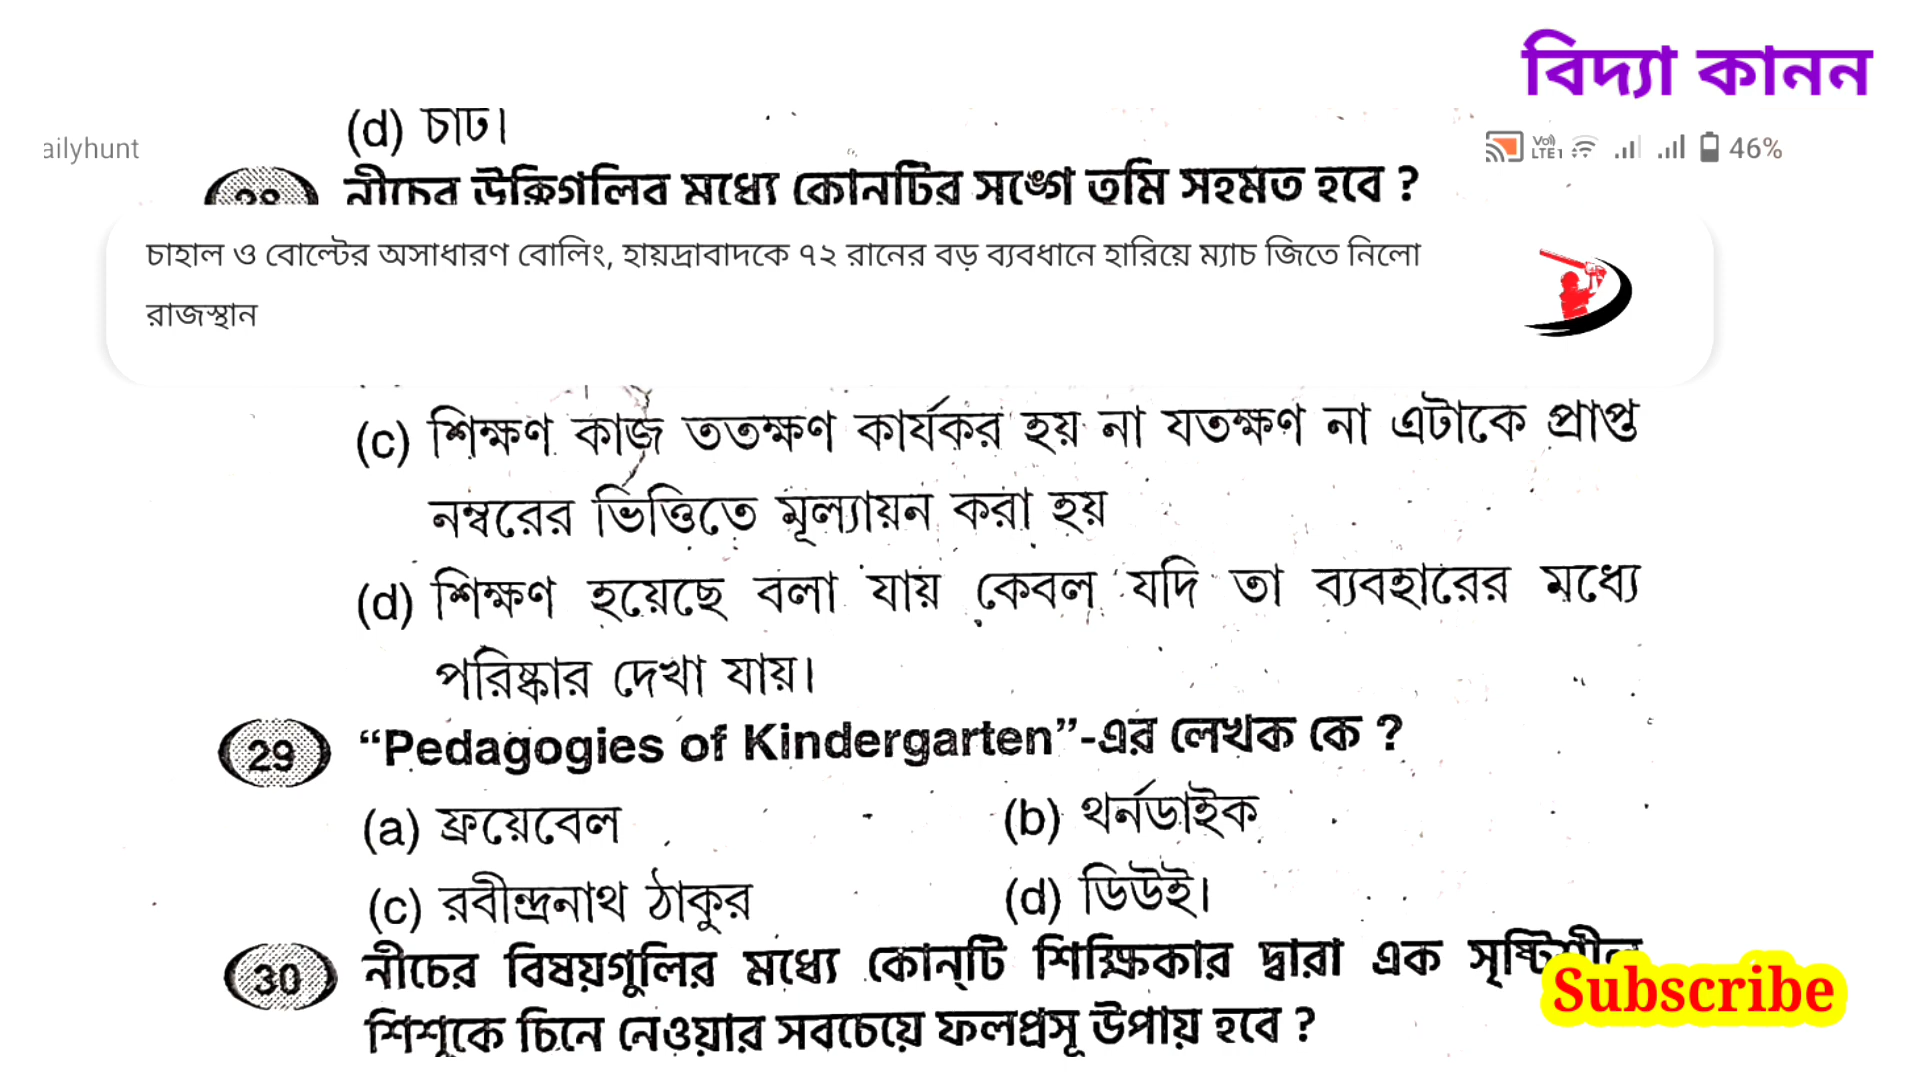 বিদ্যা কানন
(d) চাঢ।
ailyhunt
Vo)) LTE1 46%
28 নীচের উক্তিগুলির মধ্যে কোনটির সঙ্গে তুমি সহমত হবে ?
চাহাল ও বোল্টের অসাধারণ বোলিং, হায়দ্রাবাদকে ৭২ রানের বড় ব্যবধানে হারিয়ে ম্যাচ জিতে নিলো
রাজস্থান
(c) শিক্ষণ কাজ ততক্ষণ কার্যকর হয় না যতক্ষণ না এটাকে প্রাপ্ত
নম্বরের ভিত্তিতে মূল্যায়ন করা হয়
(d) শিক্ষণ হয়েছে বলা যায় কেবল যদি তা ব্যবহারের মধ্যে
পরিষ্কার দেখা যায়।
29 “Pedagogies of Kindergarten”-এর লেখক কে ?
(a) ফ্রয়েবেল (b) থর্নডাইক
(c) রবীন্দ্রনাথ ঠাকুর (d) ডিউই।
30 নীচের বিষয়গুলির মধ্যে কোন্‌টি শিক্ষিকার দ্বারা এক সৃষ্টিশীল
Subscribe
শিশুকে চিনে নেওয়ার সবচেয়ে ফলপ্রসূ উপায় হবে ?